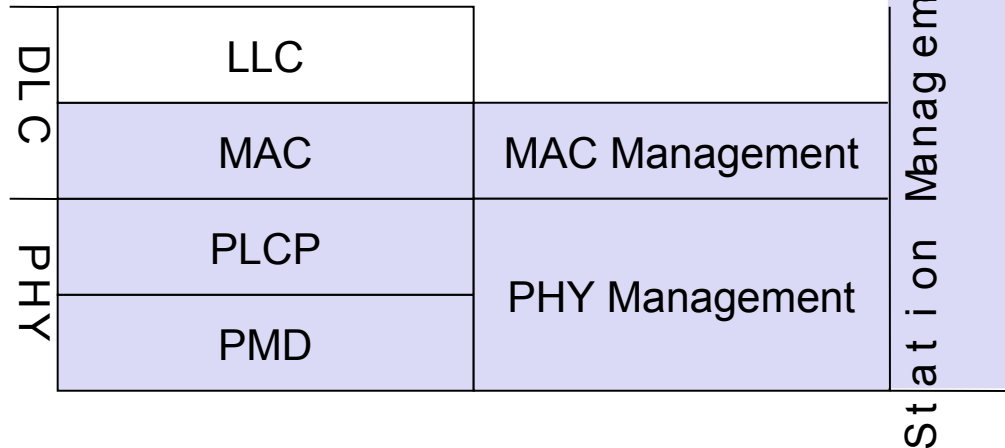 DLC
LLC
MAC
MAC Management
PHY
PLCP
PHY Management
PMD
Station Managem